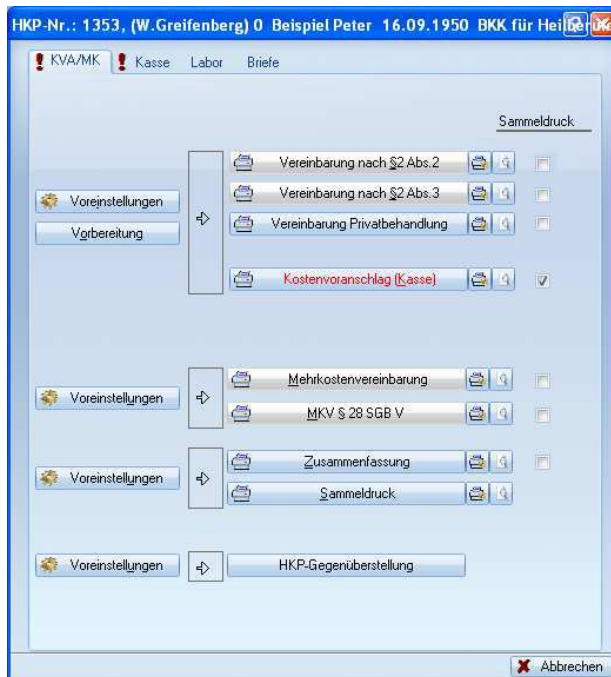 HKP-Nr.: 1353, (W.Greifenberg) 0 Beispiel Peter 16.09.1950 BKK für
KVA/MK Kasse Labor Briefe
Sammeldruck
Vereinbarung nach §2 Abs.2
Vereinbarung nach §2 Abs.3
Voreinstellungen
Vereinbarung Privatbehandlung
Vorbereitung
Kostenvoranschlag (Kasse)
Mehrkostenvereinbarung
Voreinstellungen
MKV § 28 SGB V
Zusammenfassung
Voreinstellungen
Sammeldruck
Voreinstellungen
HKP-Gegenüberstellung
Abbrechen